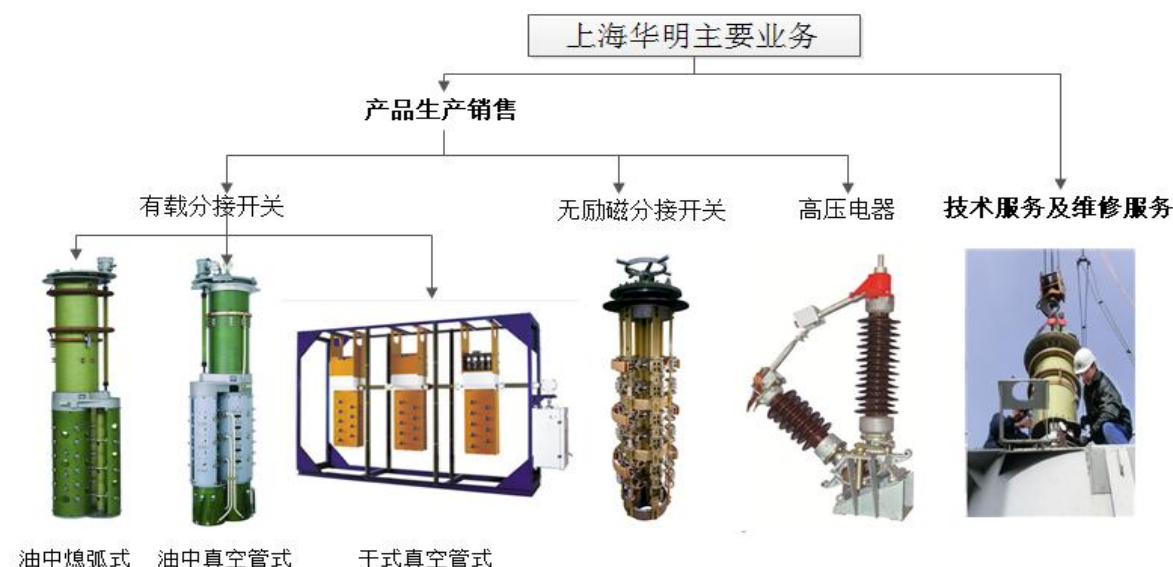 上海华明主要业务
产品生产销售
有载分接开关
无励磁分接开关
高压电器
技术服务及维修服务
油中熄弧式
油中真空管式
干式真空管式